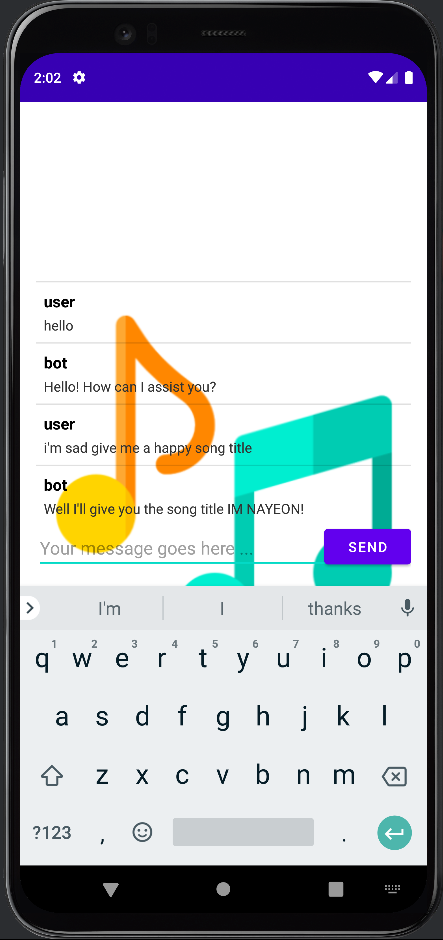 2:02
user
hello
bot
Hello! How can I assist you?
user
i'm sad give me a happy song title
bot
Well I'll give you the song title IM NAYEON!
Your message goes here ...
SEND
I'm I thanks
1 2 3 4 5 6 7 8 9 0
q w e r t y u i o p
a s d f g h j k l
z x c v b n m
?123 , .